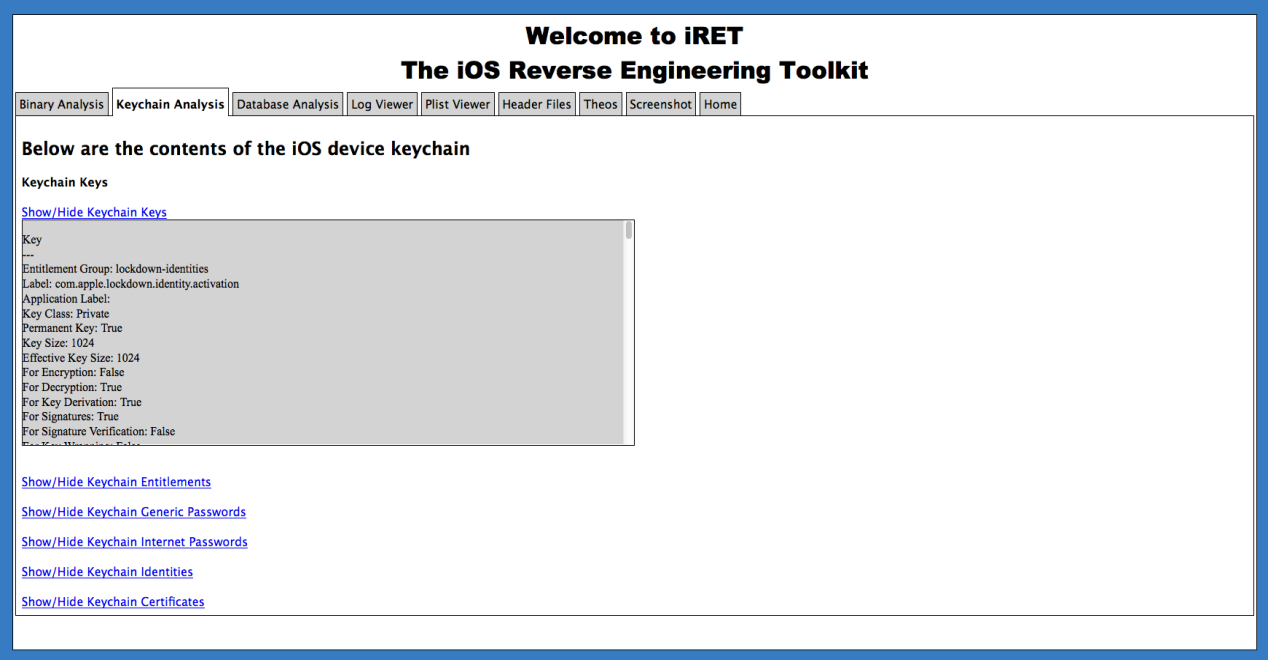 Welcome to iRET
The iOS Reverse Engineering Toolkit
Binary Analysis Keychain Analysis Database Analysis Log Viewer Plist Viewer Header Files Theos Screenshot Home
Below are the contents of the iOS device keychain
Keychain Keys
Show/Hide Keychain Keys
Key
---
Entitlement Group: lockdown-identities
Label: com.apple.lockdown.identity.activation
Application Label:
Key Class: Private
Permanent Key: True
Key Size: 1024
Effective Key Size: 1024
For Encryption: False
For Decryption: True
For Key Derivation: True
For Signatures: True
For Signature Verification: False
For Key Wrapping: False
Show/Hide Keychain Entitlements
Show/Hide Keychain Generic Passwords
Show/Hide Keychain Internet Passwords
Show/Hide Keychain Identities
Show/Hide Keychain Certificates